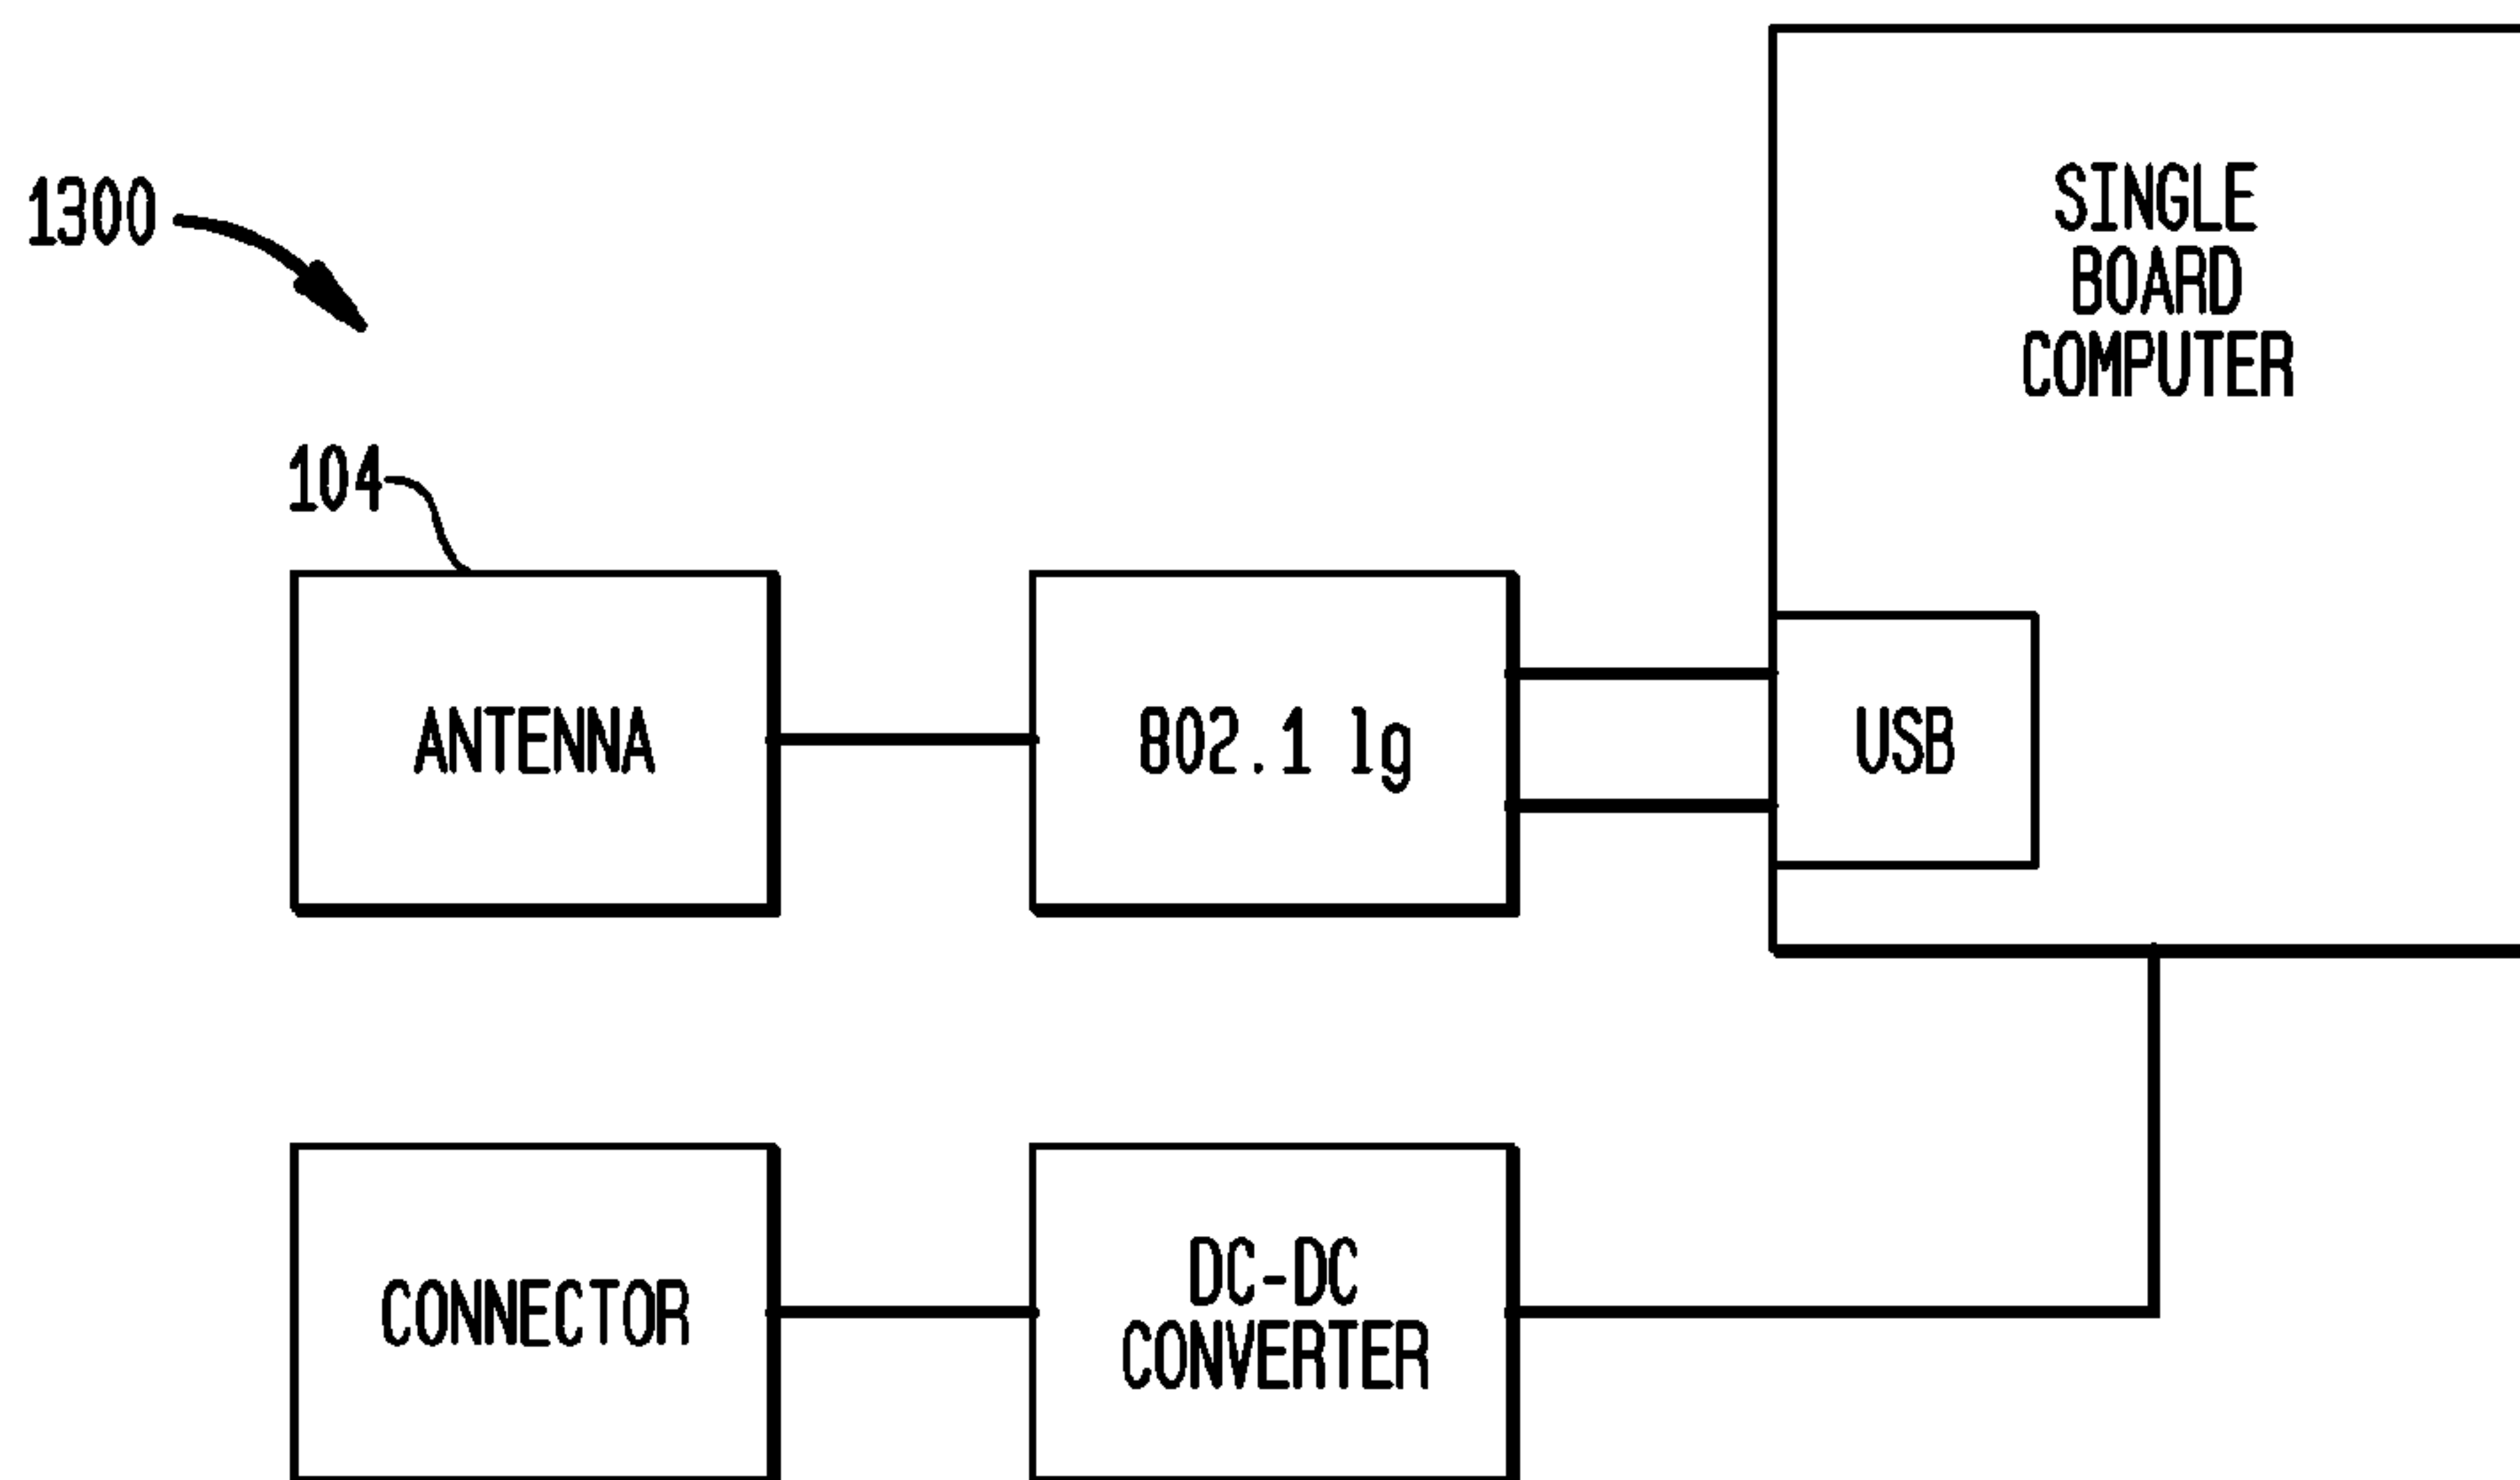 1300
SINGLE
BOARD
COMPUTER
104
ANTENNA
802.1 1g
USB
CONNECTOR
DC-DC
CONVERTER